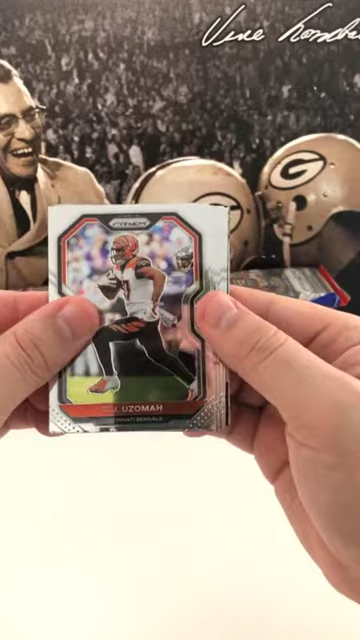 Vince Lombardi
G
G
PRIZM
C.J. UZOMAH
CINCINNATI BENGALS